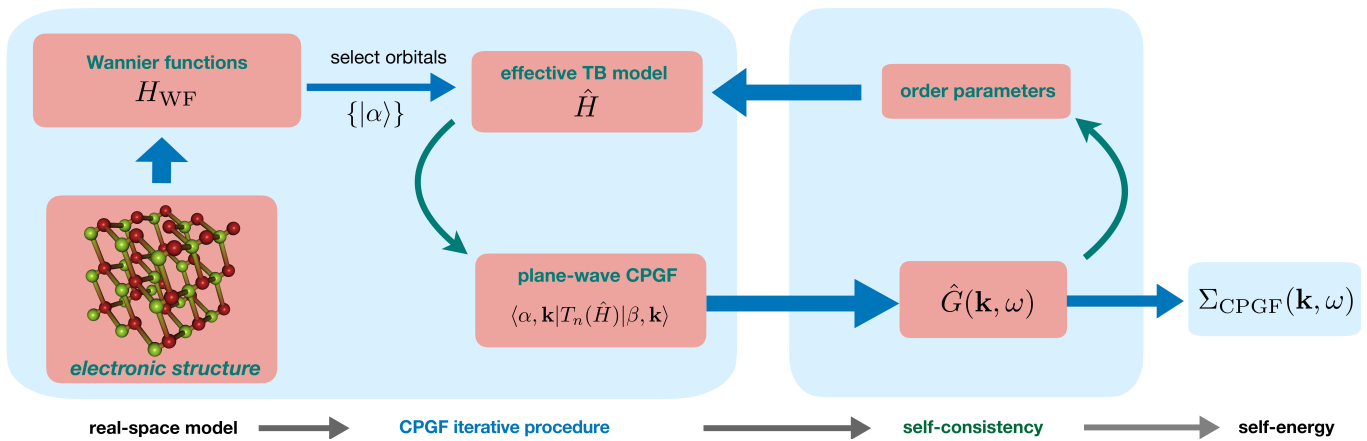 Wannier functions
H_WF
select orbitals
{|α⟩}
effective TB model
Ĥ
order parameters
electronic structure
plane-wave CPGF
⟨α, 𝐤|T_n(Ĥ)|β, 𝐤⟩
Ĝ(𝐤, ω)
Σ_CPGF(𝐤, ω)
real-space model
CPGF iterative procedure
self-consistency
self-energy